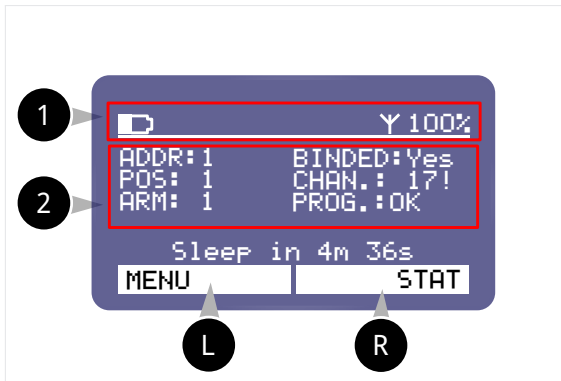 1
100%
2
ADDR:1 BINDED:Yes
POS: 1 CHAN.: 17!
ARM: 1 PROG.:OK
Sleep in 4m 36s
MENU STAT
L R